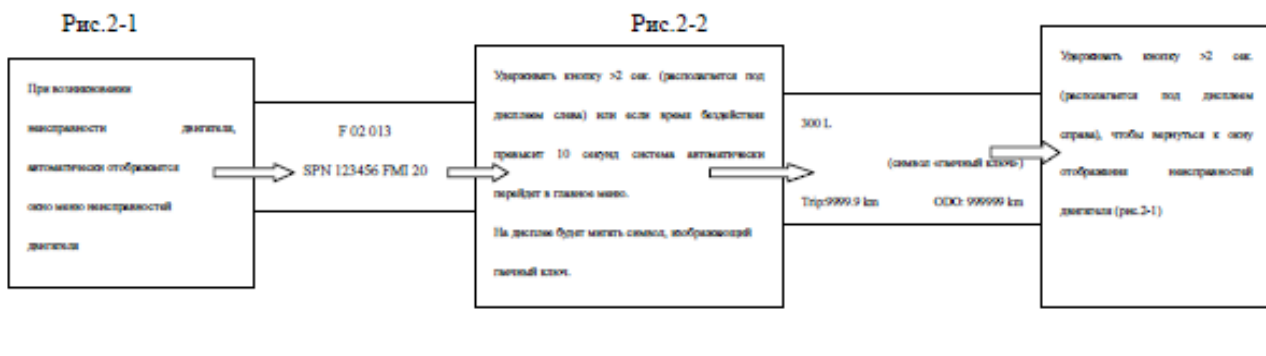 Рис.2-1
Рис.2-2
При возникновении
неисправности двигателя,
автоматически отображается
окно меню неисправностей
двигателя
F 02 013
SPN 123456 FMI 20
Удерживать кнопку >2 сек. (располагается под
дисплеем слева) или если время бездействия
превысит 10 секунд система автоматически
перейдет в главное меню.
На дисплее будет мигать символ, изображающий
гаечный ключ.
300 L
(символ «гаечный ключ»)
Trip:9999.9 km ODO: 999999 km
Удерживать кнопку >2 сек.
(располагается под дисплеем
справа), чтобы вернуться к окну
отображения неисправностей
двигателя (рис.2-1)